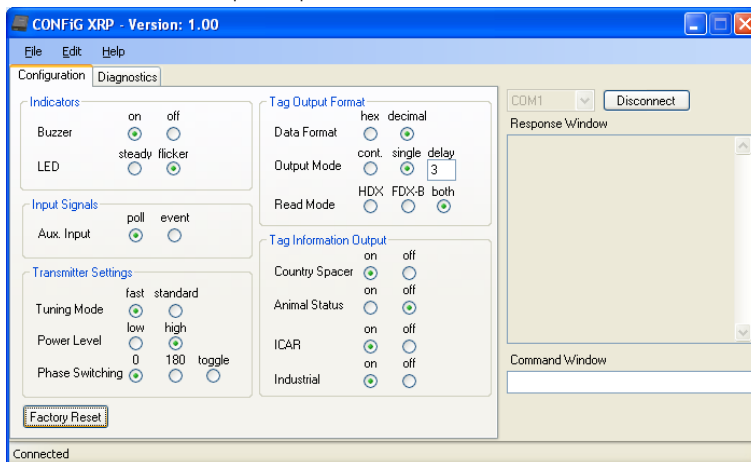 CONFiG XRP - Version: 1.00
File Edit Help
Configuration Diagnostics
Indicators
on off
Buzzer
steady flicker
LED
Input Signals
poll event
Aux. Input
Transmitter Settings
fast standard
Tuning Mode
low high
Power Level
0 180 toggle
Phase Switching
Factory Reset
Tag Output Format
hex decimal
Data Format
cont. single delay
Output Mode 3
HDX FDX-B both
Read Mode
Tag Information Output
on off
Country Spacer
on off
Animal Status
on off
ICAR
on off
Industrial
COM1 Disconnect
Response Window
Command Window
Connected